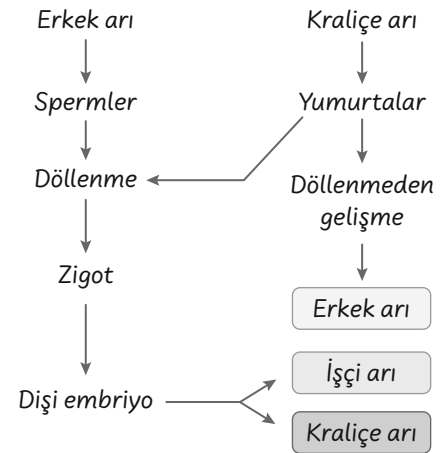 Erkek arı
Kraliçe arı
Spermler
Yumurtalar
Döllenme
Döllenmeden
gelişme
Zigot
Erkek arı
İşçi arı
Dişi embriyo
Kraliçe arı